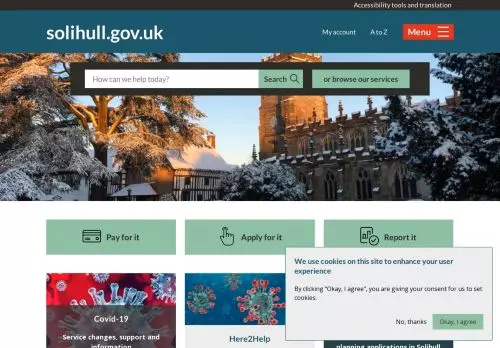 Accessibility tools and translation
solihull.gov.uk
My account
A to Z
Menu
How can we help today?
Search
or browse our services
Pay for it
Apply for it
Report it
We use cookies on this site to enhance your user
experience
By clicking "Okay, I agree", you are giving your consent for us to set
cookies.
No, thanks
Okay, I agree
Covid-19
Service changes, support and
information
Here2Help
planning applications in Solihull